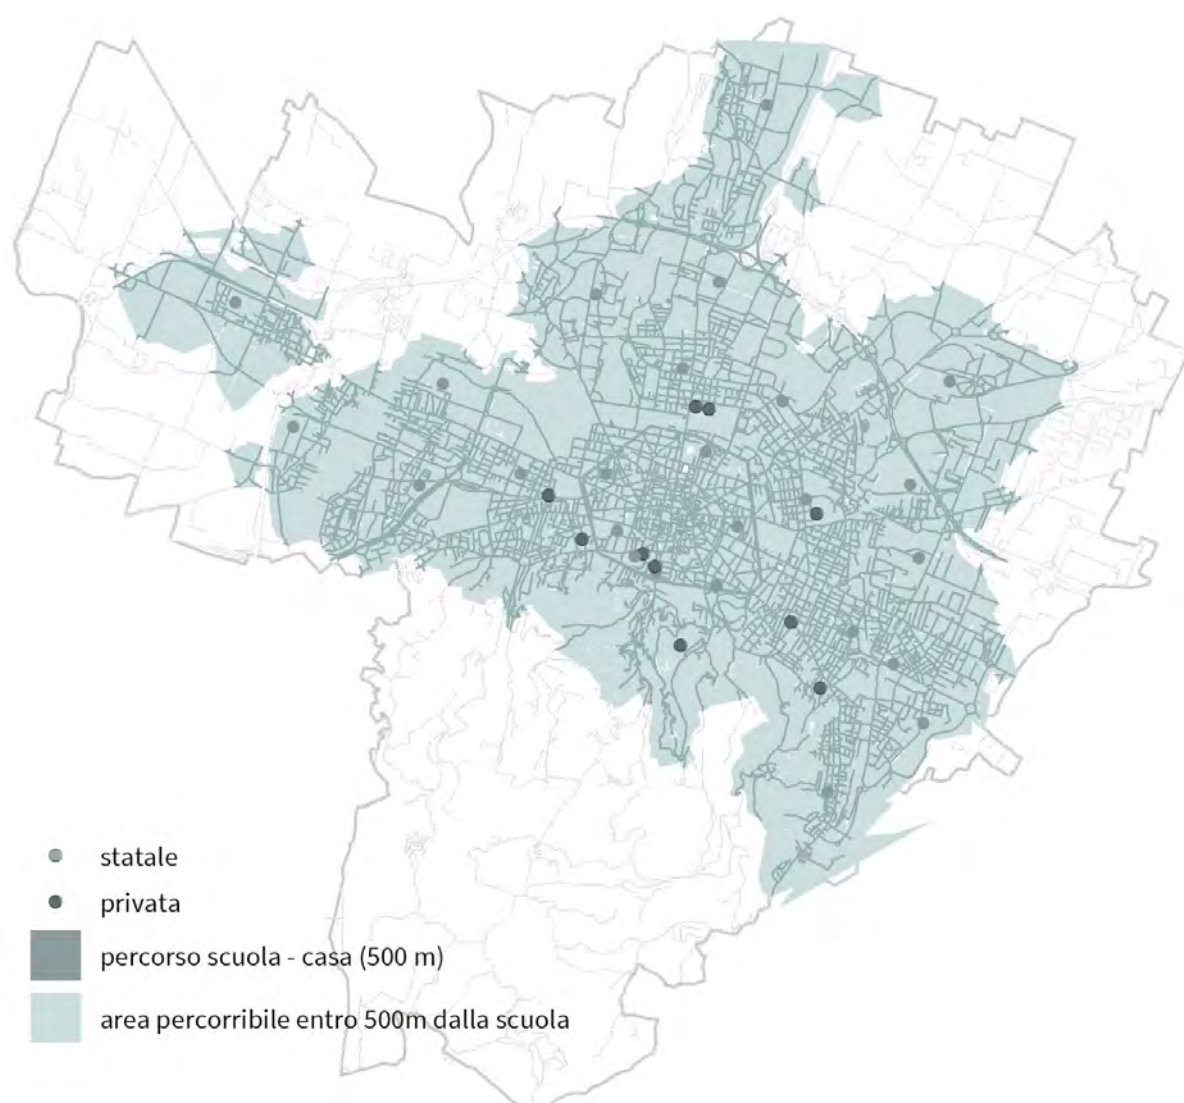 statale
privata
percorso scuola - casa (500 m)
area percorribile entro 500m dalla scuola